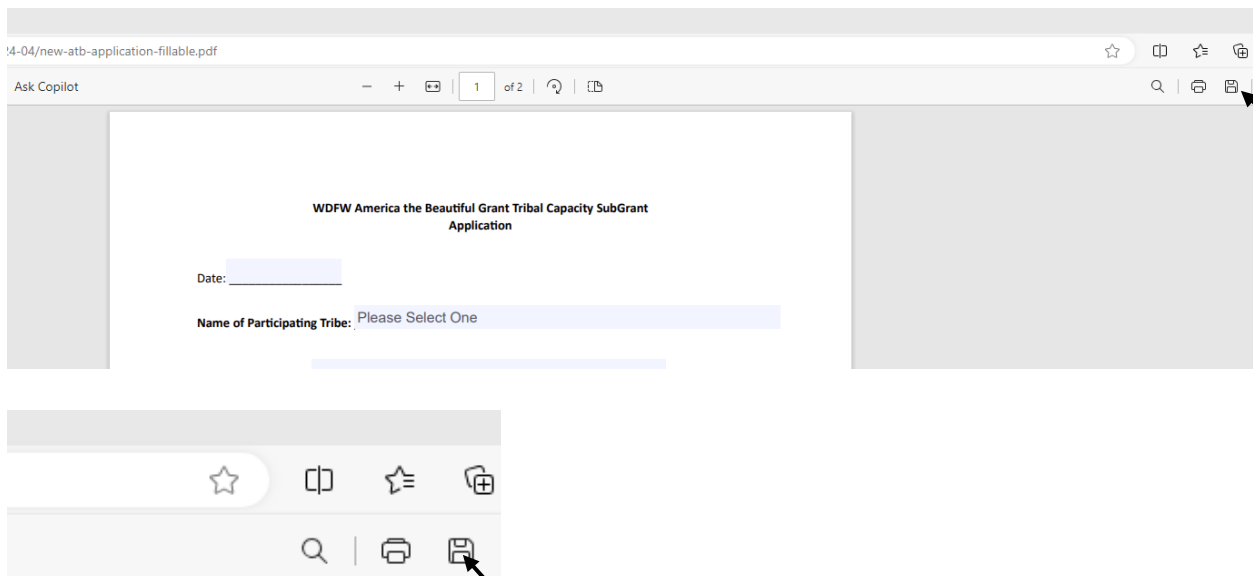 24-04/new-atb-application-fillable.pdf
Ask Copilot
1 of 2
WDFW America the Beautiful Grant Tribal Capacity SubGrant
Application
Date: __________________
Name of Participating Tribe: Please Select One